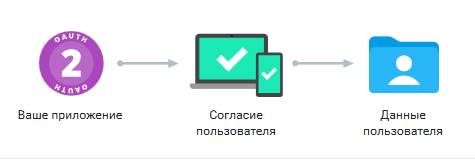 OAUTH
2
OAUTH
Ваше приложение
Согласие
пользователя
Данные
пользователя